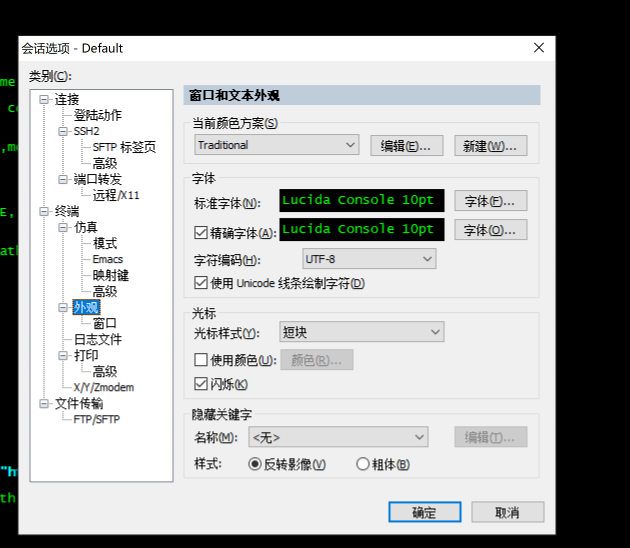 会话选项 - Default
类别(C):
连接
登陆动作
SSH2
SFTP 标签页
高级
端口转发
远程/X11
终端
仿真
模式
Emacs
映射键
高级
外观
窗口
日志文件
打印
高级
X/Y/Zmodem
文件传输
FTP/SFTP
窗口和文本外观
当前颜色方案(S)
Traditional
编辑(E)...
新建(W)...
字体
标准字体(N):
Lucida Console 10pt
字体(F)...
精确字体(A):
Lucida Console 10pt
字体(O)...
字符编码(H):
UTF-8
使用 Unicode 线条绘制字符(D)
光标
光标样式(Y):
短块
使用颜色(U):
颜色(R)...
闪烁(K)
隐藏关键字
名称(M):
<无>
编辑(T)...
样式:
反转影像(V)
粗体(B)
确定
取消
me
,m
E,
at
"h
th